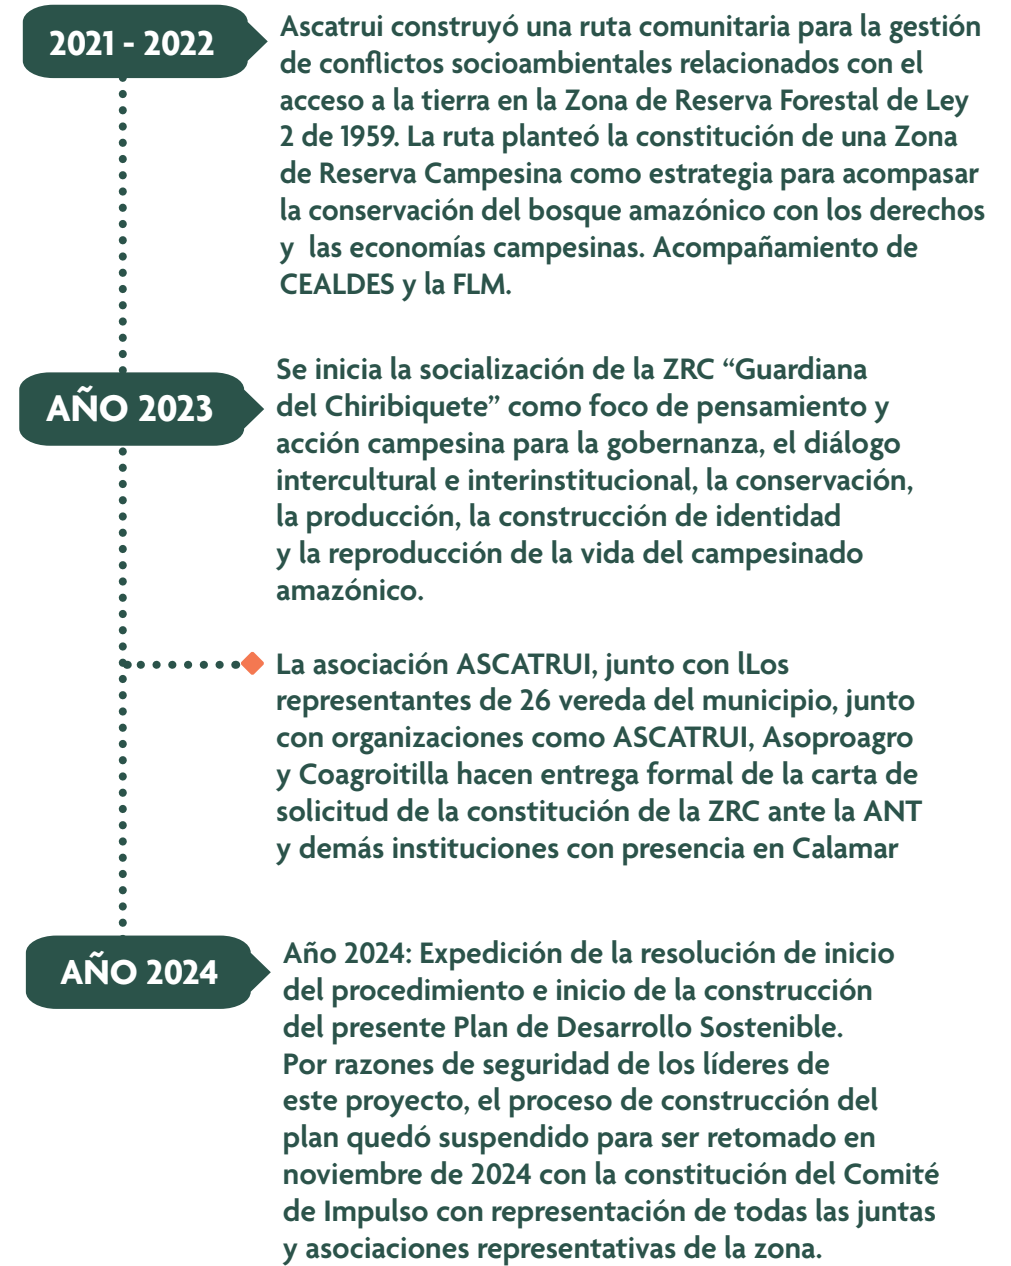 2021 - 2022
Ascatrui construyó una ruta comunitaria para la gestión
de conflictos socioambientales relacionados con el
acceso a la tierra en la Zona de Reserva Forestal de Ley
2 de 1959. La ruta planteó la constitución de una Zona
de Reserva Campesina como estrategia para acompasar
la conservación del bosque amazónico con los derechos
y  las economías campesinas. Acompañamiento de
CEALDES y la FLM.
AÑO 2023
Se inicia la socialización de la ZRC “Guardiana
del Chiribiquete” como foco de pensamiento y
acción campesina para la gobernanza, el diálogo
intercultural e interinstitucional, la conservación,
la producción, la construcción de identidad
y la reproducción de la vida del campesinado
amazónico.
La asociación ASCATRUI, junto con lLos
representantes de 26 vereda del municipio, junto
con organizaciones como ASCATRUI, Asoproagro
y Coagroitilla hacen entrega formal de la carta de
solicitud de la constitución de la ZRC ante la ANT
y demás instituciones con presencia en Calamar
AÑO 2024
Año 2024: Expedición de la resolución de inicio
del procedimiento e inicio de la construcción
del presente Plan de Desarrollo Sostenible.
Por razones de seguridad de los líderes de
este proyecto, el proceso de construcción del
plan quedó suspendido para ser retomado en
noviembre de 2024 con la constitución del Comité
de Impulso con representación de todas las juntas
y asociaciones representativas de la zona.